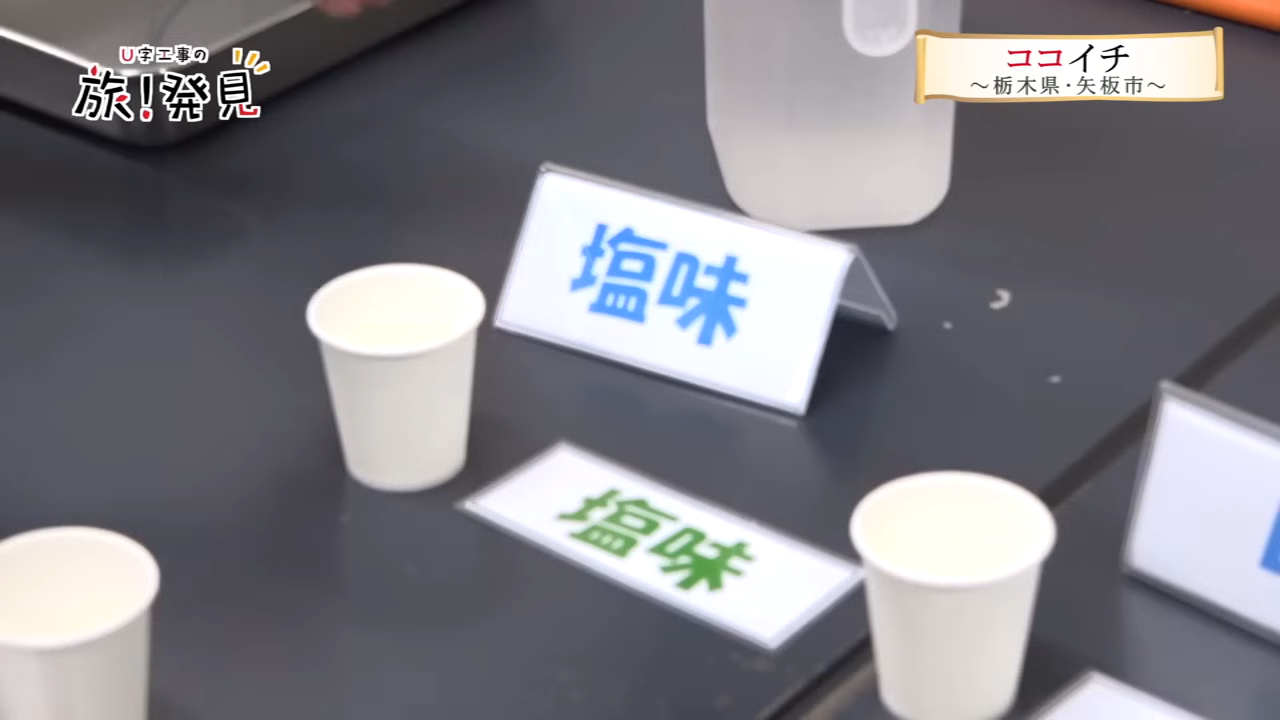 U字工事の
旅!発見
ココイチ
～栃木県・矢板市～
塩味
塩味